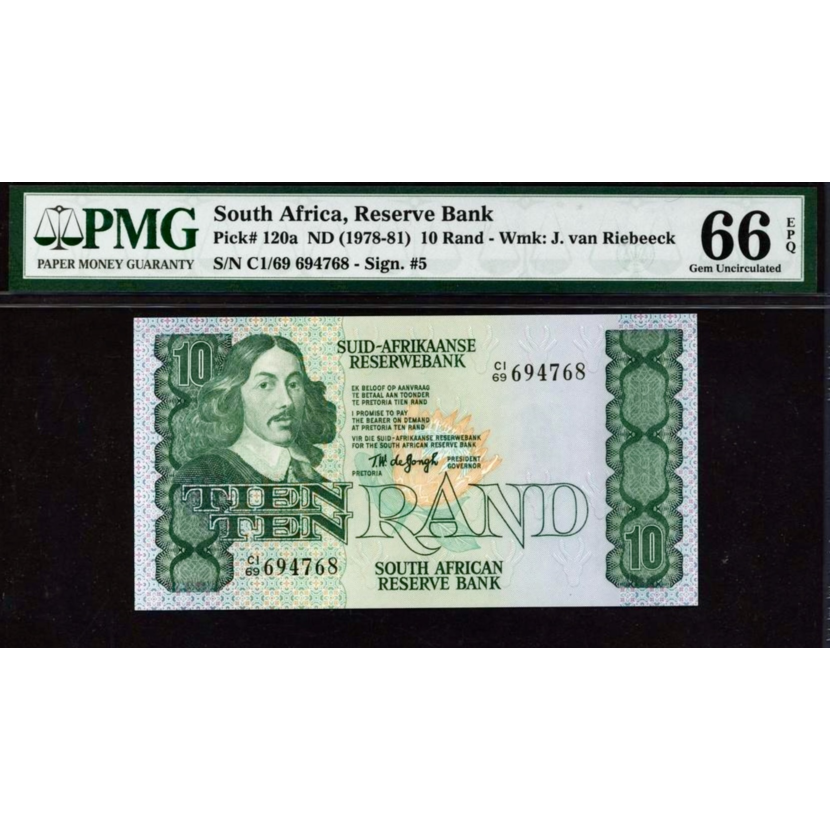 PMG
PAPER MONEY GUARANTY
South Africa, Reserve Bank
Pick# 120a ND (1978-81) 10 Rand - Wmk: J. van Riebeeck
S/N C1/69 694768 - Sign. #5
66
EPQ
Gem Uncirculated
10
SUID-AFRIKAANSE
RESERWEBANK
C1/69 694768
EK BELOOF OP AANVRAAG
TE BETAAL AAN TOONDER
TE PRETORIA TIEN RAND
I PROMISE TO PAY
THE BEARER ON DEMAND
AT PRETORIA TEN RAND
VIR DIE SUID-AFRIKAANSE RESERWEBANK
FOR THE SOUTH AFRICAN RESERVE BANK
T.W. de Jongh PRESIDENT
GOVERNOR
PRETORIA
TIEN
TEN
RAND
10
C1/69 694768
SOUTH AFRICAN
RESERVE BANK